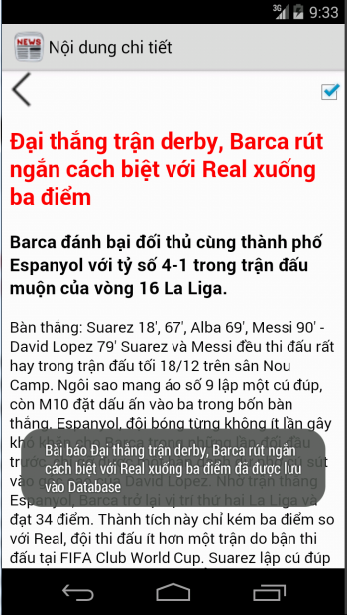 3G 9:33
NEWS
Nội dung chi tiết
Đại thắng trận derby, Barca rút
ngắn cách biệt với Real xuống
ba điểm
Barca đánh bại đối thủ cùng thành phố
Espanyol với tỷ số 4-1 trong trận đấu
muộn của vòng 16 La Liga.
Bàn thắng: Suarez 18', 67', Alba 69', Messi 90' -
David Lopez 79' Suarez và Messi đều thi đấu rất
hay trong trận đấu tối 18/12 trên sân Nou
Camp. Ngôi sao mang áo số 9 lập một cú đúp,
còn M10 đặt dấu ấn vào ba trong bốn bàn
thắng. Espanyol, đội bóng từng không ít lần gây
Bài báo Đại thắng trận derby, Barca rút ngắn
cách biệt với Real xuống ba điểm đã được lưu
vào Database
Espanyol, Barca trở lại vị trí thứ hai La Liga và
đạt 34 điểm. Thành tích này chỉ kém ba điểm so
với Real, đội thi đấu ít hơn một trận do bận thi
đấu tại FIFA Club World Cup. Suarez lập cú đúp